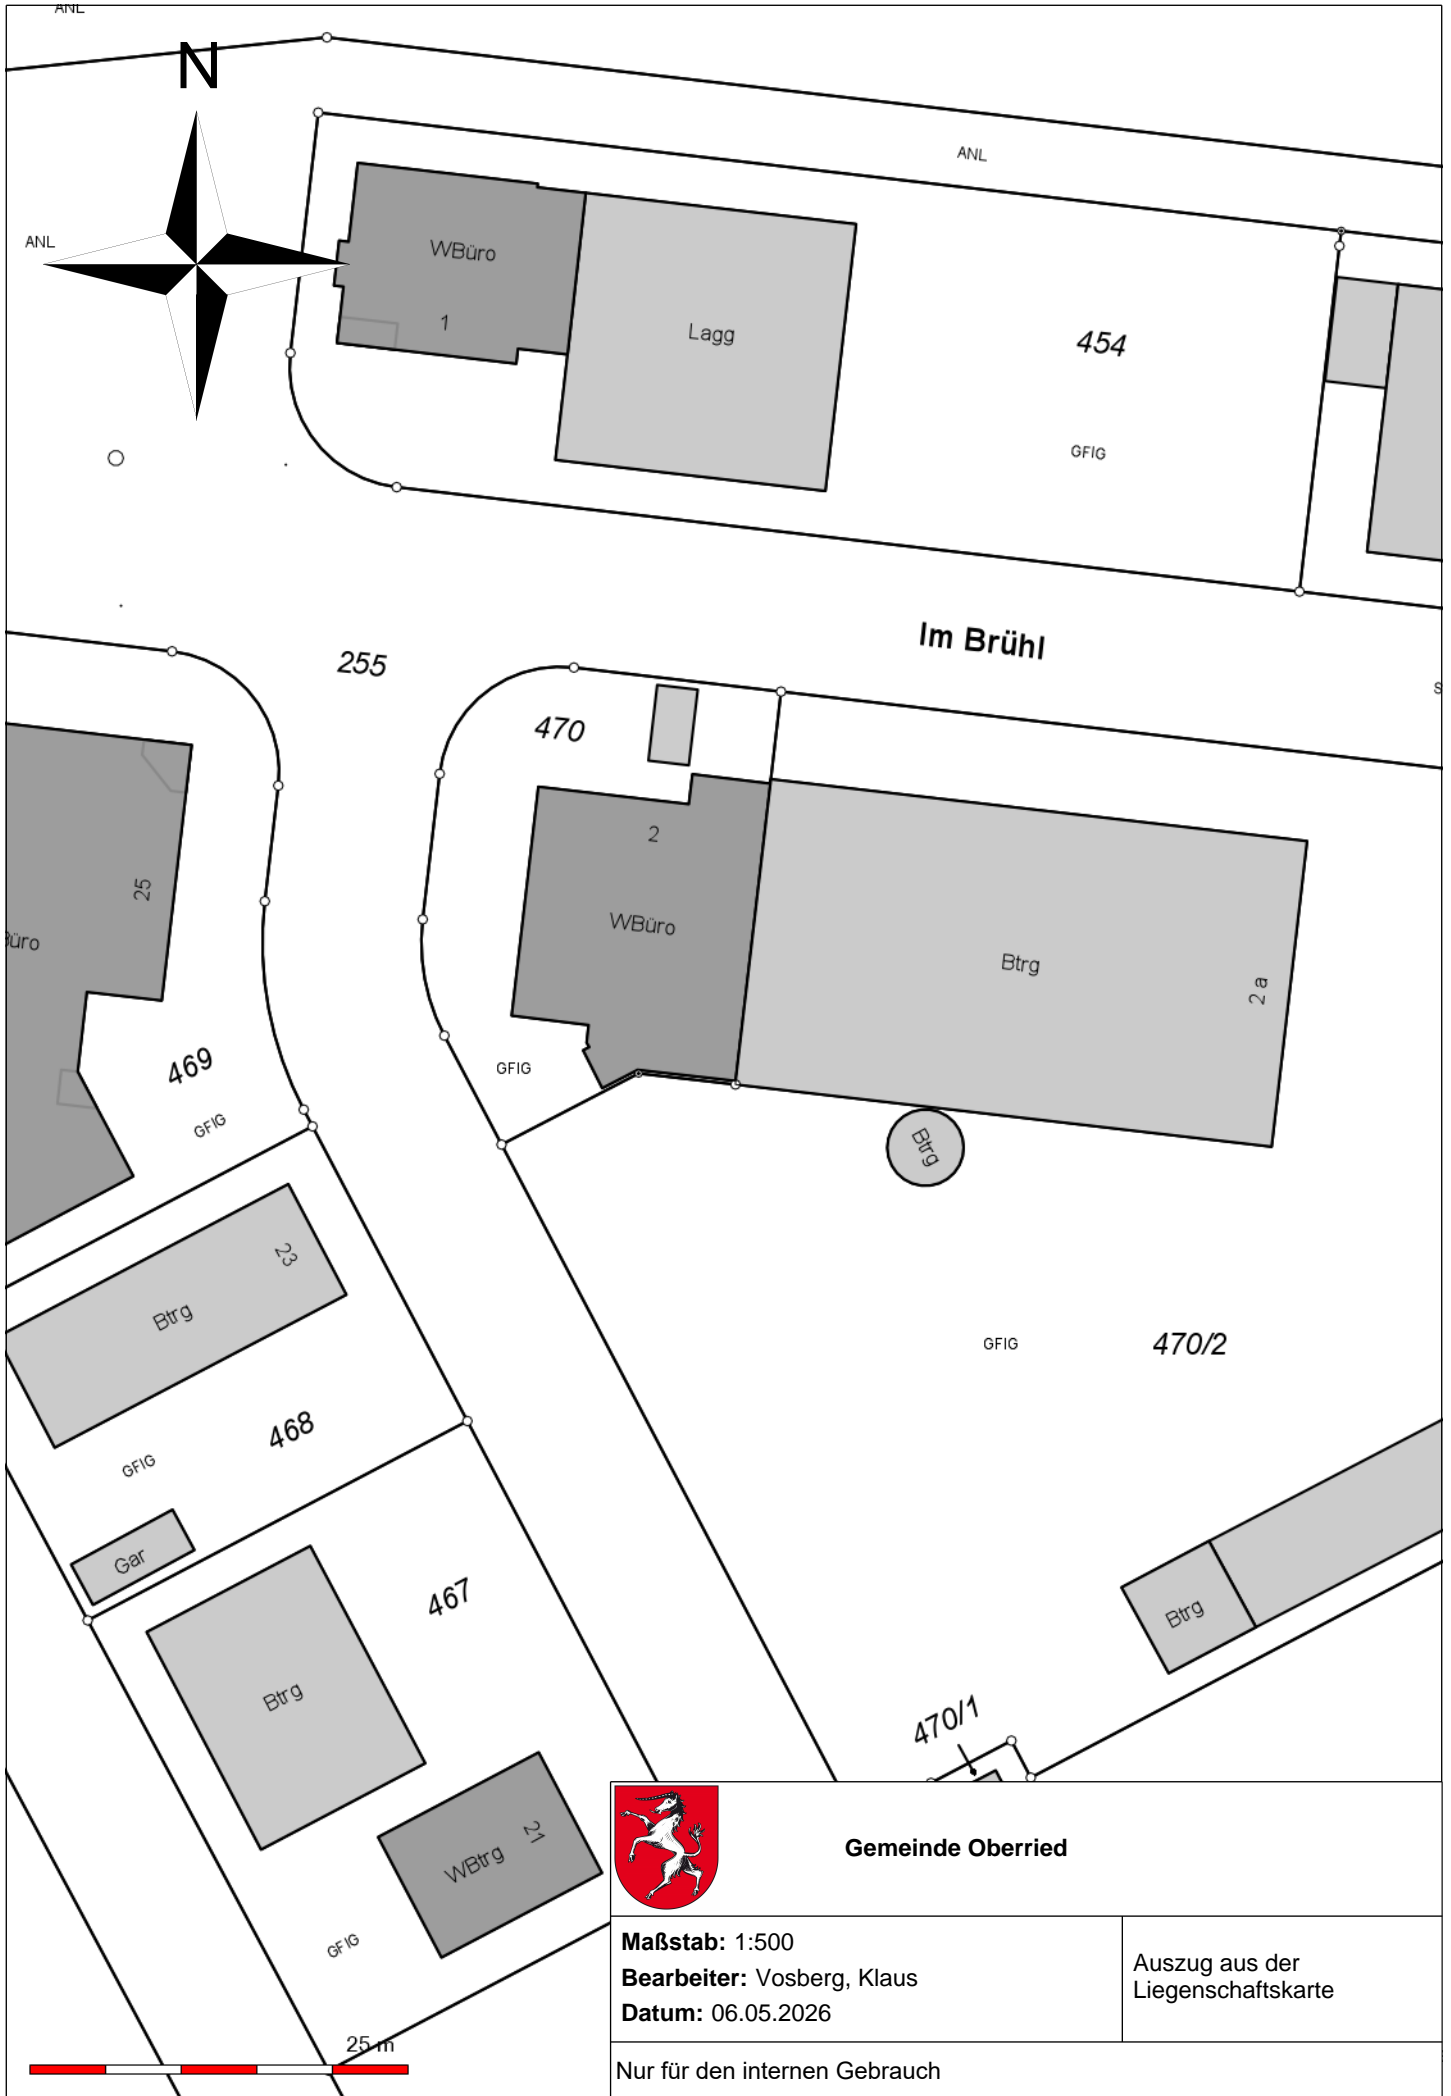 ANL
N
ANL
ANL
WBüro
1
Lagg
454
GFIG
Im Brühl
255
470
2
25
WBüro
Btrg
2 a
469
GFIG
GFIG
Btrg
23
Btrg
GFIG
470/2
468
GFIG
Gar
467
Btrg
Btrg
470/1
21
WBtrg
GFIG
25 m
Gemeinde Oberried
Maßstab: 1:500
Bearbeiter: Vosberg, Klaus
Datum: 06.05.2026
Auszug aus der
Liegenschaftskarte
Nur für den internen Gebrauch